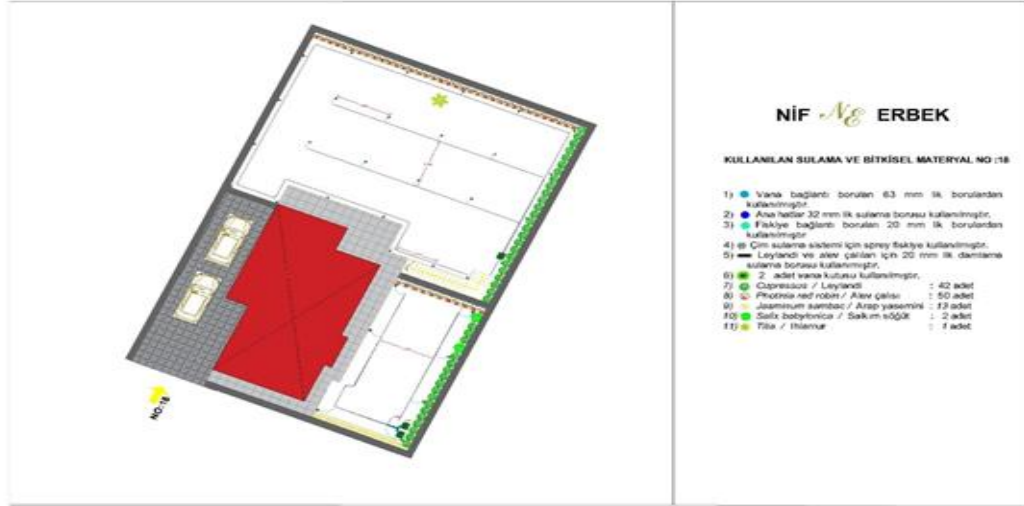 NİF NE ERBEK
KULLANILAN SULAMA VE BİTKİSEL MATERYAL NO :18
1) Vana bağlantı boruları 63 mm lik borulardan
kullanılmıştır.
2) Ana hatlar 32 mm lik sulama borusu kullanılmıştır.
3) Fiskiye bağlantı boruları 20 mm lik borulardan
kullanılmıştır
4) Çim sulama sistemi için sprey fiskiye kullanılmıştır.
5) Leylandi ve alev çalıları için 20 mm lik damlama
sulama borusu kullanılmıştır.
6) 2 adet vana kutusu kullanılmıştır.
7) Cupressus / Leylandi : 42 adet
8) Photinia red robin / Alev çalısı : 50 adet
9) Jasminum sambac / Arap yasemini : 13 adet
10) Salix babylonica / Salkım söğüt : 2 adet
11) Tilia / Ihlamur : 1 adet
NO:18